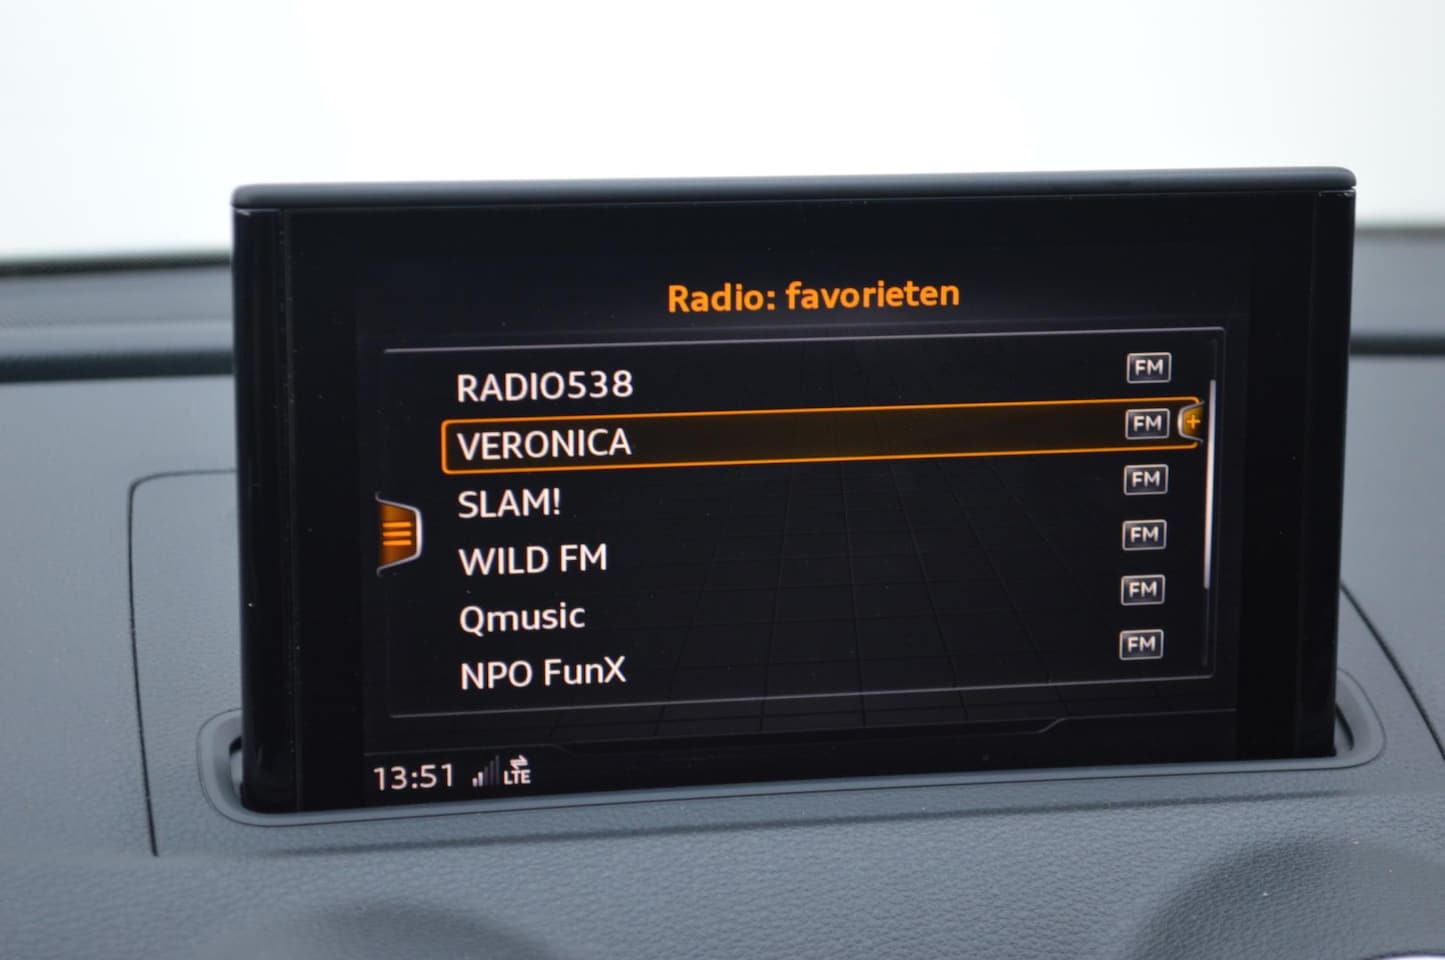 Radio: favorieten
RADIO538 FM
VERONICA FM +
SLAM! FM
WILD FM FM
Qmusic FM
NPO FunX FM
13:51 LTE